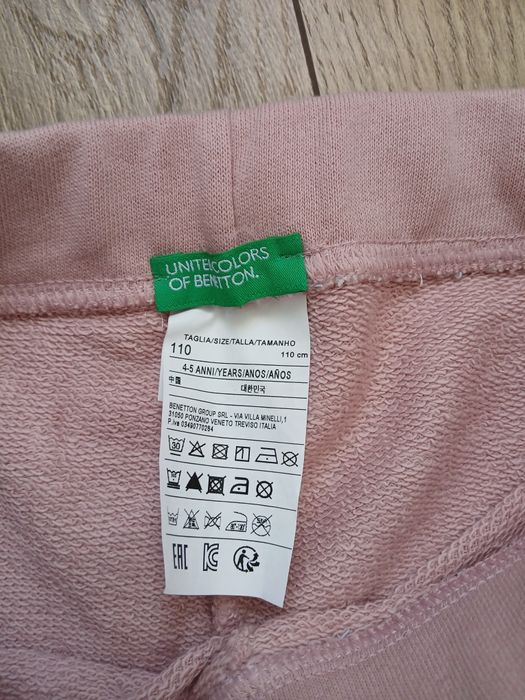 UNITED COLORS
OF BENETTON.
TAGLIA/SIZE/TALLA/TAMANHO
110 110 cm
4-5 ANNI/YEARS/ANOS/AÑOS
中国 대한민국
BENETTON GROUP SRL - VIA VILLA MINELLI,1
31050 PONZANO VENETO TREVISO ITALIA
P.iva 03490770264
30
EAC